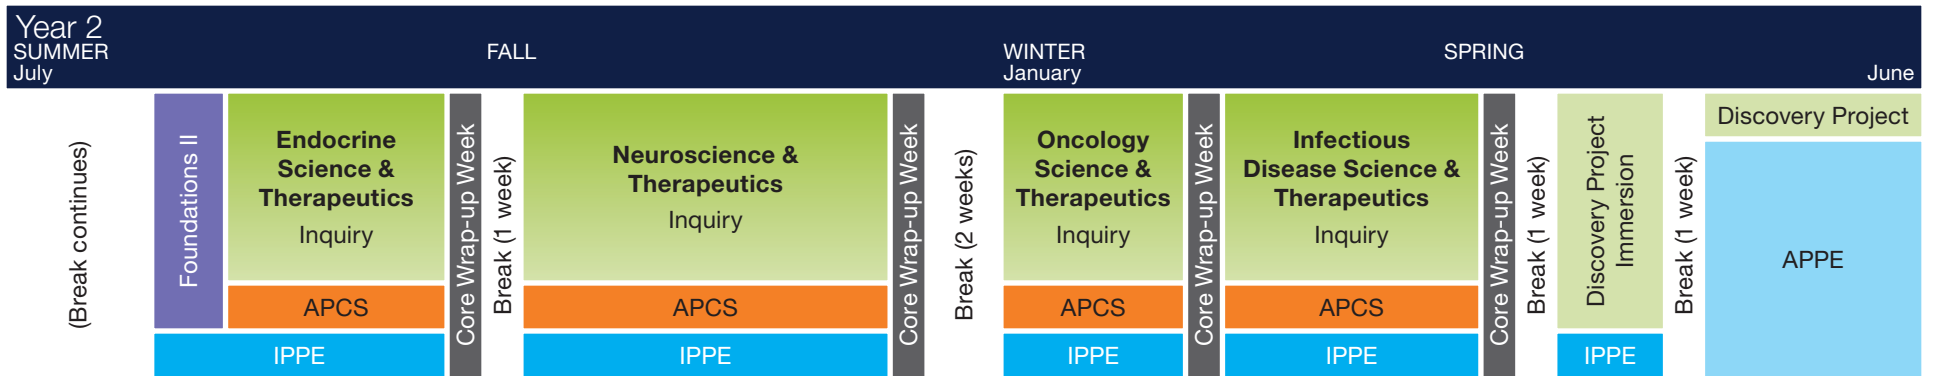 Year 2
SUMMER
July
FALL
WINTER
January
SPRING
June
(Break continues)
Foundations II
Endocrine
Science &
Therapeutics
Inquiry
APCS
IPPE
Core Wrap-up Week
Break (1 week)
Neuroscience &
Therapeutics
Inquiry
APCS
IPPE
Core Wrap-up Week
Break (2 weeks)
Oncology
Science &
Therapeutics
Inquiry
APCS
IPPE
Core Wrap-up Week
Infectious
Disease Science &
Therapeutics
Inquiry
APCS
IPPE
Core Wrap-up Week
Break (1 week)
Discovery Project
Immersion
IPPE
Break (1 week)
Discovery Project
APPE